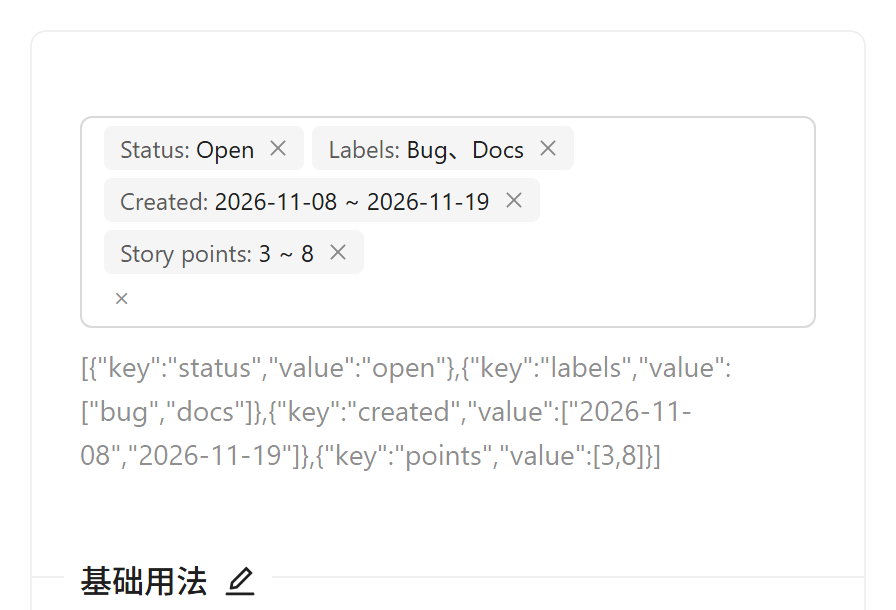 Status: Open × Labels: Bug、Docs ×
Created: 2026-11-08 ~ 2026-11-19 ×
Story points: 3 ~ 8 ×
×
[{"key":"status","value":"open"},{"key":"labels","value":
["bug","docs"]},{"key":"created","value":["2026-11-
08","2026-11-19"]},{"key":"points","value":[3,8]}]
基础用法